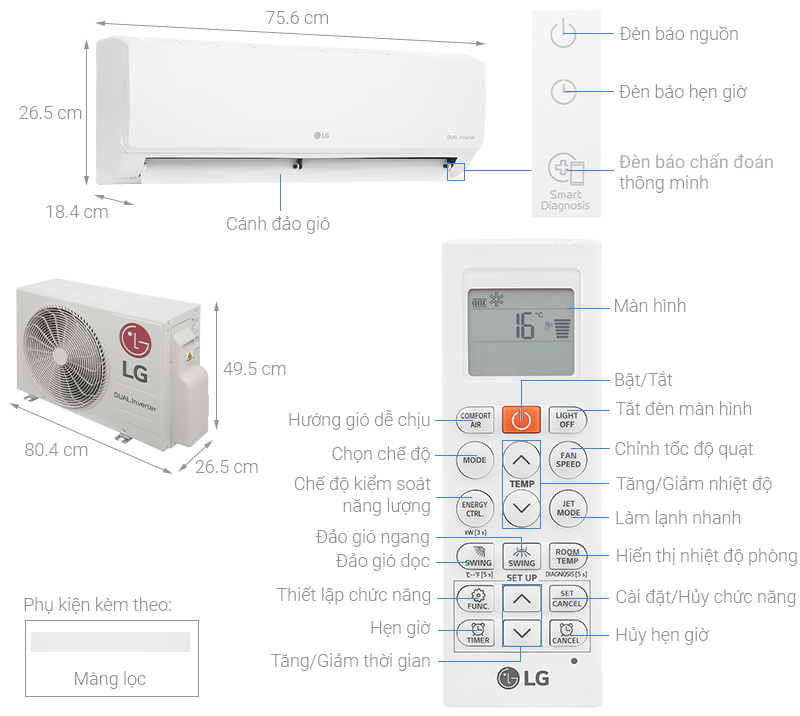 75.6 cm
26.5 cm
18.4 cm
LG
DUAL Inverter
Cánh đảo gió
Đèn báo nguồn
Đèn báo hẹn giờ
Đèn báo chẩn đoán
thông minh
Smart
Diagnosis
LG
DUAL Inverter
49.5 cm
80.4 cm
26.5 cm
16 °C
Màn hình
Bật/Tắt
COMFORT
AIR
Hướng gió dễ chịu
LIGHT
OFF
Tắt đèn màn hình
MODE
Chọn chế độ
FAN
SPEED
Chỉnh tốc độ quạt
TEMP
Tăng/Giảm nhiệt độ
Chế độ kiểm soát
năng lượng
ENERGY
CTRL.
kW [3 s]
JET
MODE
Làm lạnh nhanh
Đảo gió ngang
Đảo gió dọc
SWING
°C↔°F [5 s]
SWING
ROOM
TEMP
DIAGNOSIS [5 s]
Hiển thị nhiệt độ phòng
SET UP
Thiết lập chức năng
FUNC.
SET
CANCEL
Cài đặt/Hủy chức năng
Hẹn giờ
TIMER
CANCEL
Hủy hẹn giờ
Tăng/Giảm thời gian
LG
Phụ kiện kèm theo:
Màng lọc